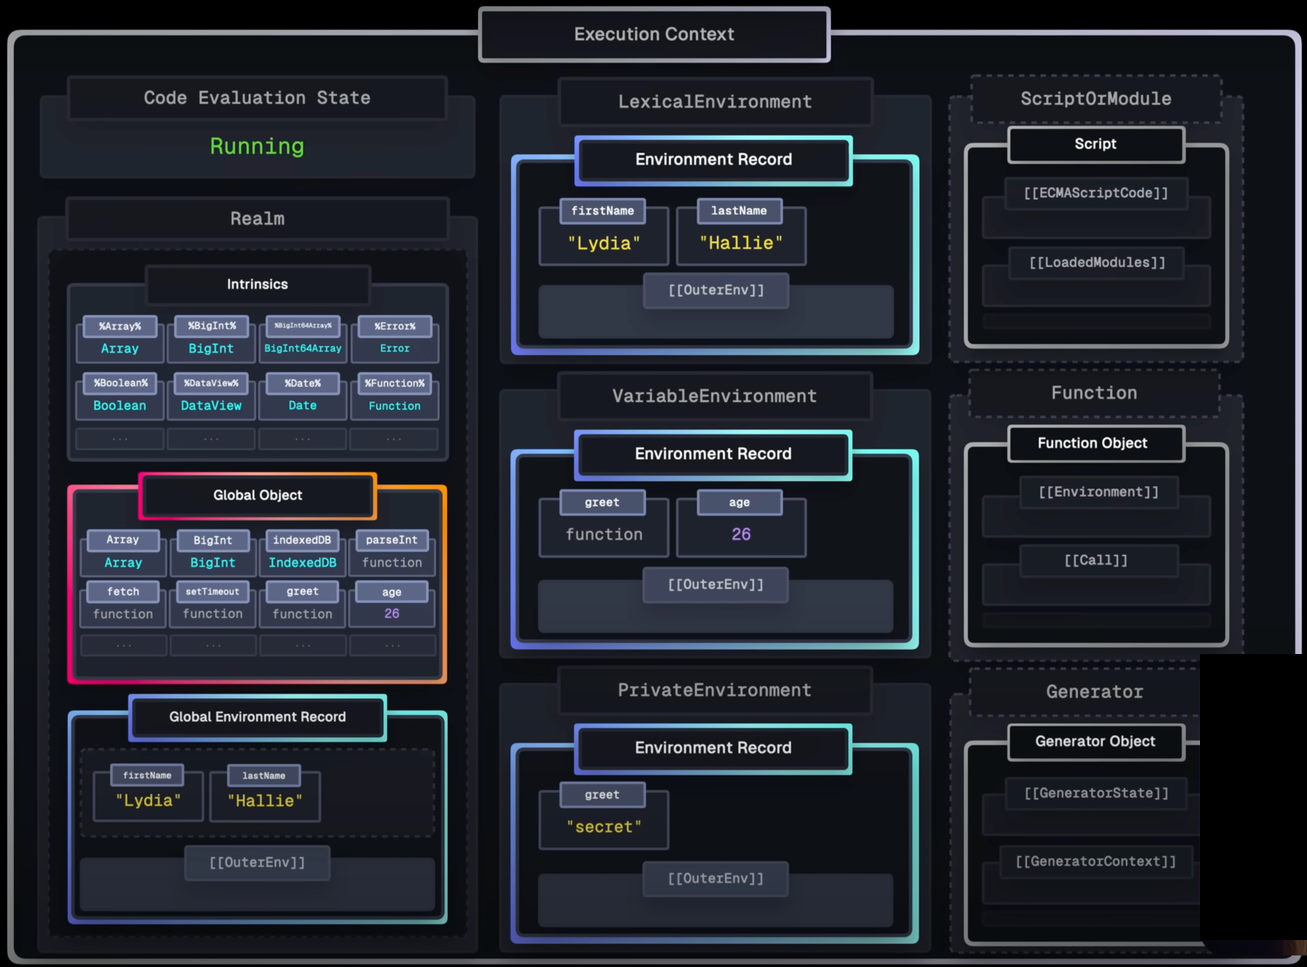 Execution Context
Code Evaluation State
Running
Realm
Intrinsics
%Array% %BigInt% %BigInt64Array% %Error%
Array BigInt BigInt64Array Error
%Boolean% %DataView% %Date% %Function%
Boolean DataView Date Function
... ... ... ...
Global Object
Array BigInt indexedDB parseInt
Array BigInt IndexedDB function
fetch setTimeout greet age
function function function 26
... ... ... ...
Global Environment Record
firstName lastName
"Lydia" "Hallie"
[[OuterEnv]]
LexicalEnvironment
Environment Record
firstName lastName
"Lydia" "Hallie"
[[OuterEnv]]
VariableEnvironment
Environment Record
greet age
function 26
[[OuterEnv]]
PrivateEnvironment
Environment Record
greet
"secret"
[[OuterEnv]]
ScriptOrModule
Script
[[ECMAScriptCode]]
[[LoadedModules]]
Function
Function Object
[[Environment]]
[[Call]]
Generator
Generator Object
[[GeneratorState]]
[[GeneratorContext]]